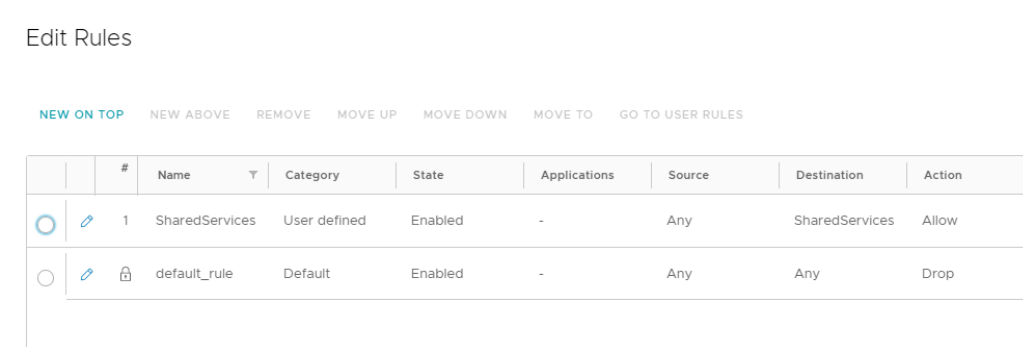 Edit Rules
NEW ON TOP NEW ABOVE REMOVE MOVE UP MOVE DOWN MOVE TO GO TO USER RULES
# Name Category State Applications Source Destination Action
1 SharedServices User defined Enabled - Any SharedServices Allow
default_rule Default Enabled - Any Any Drop